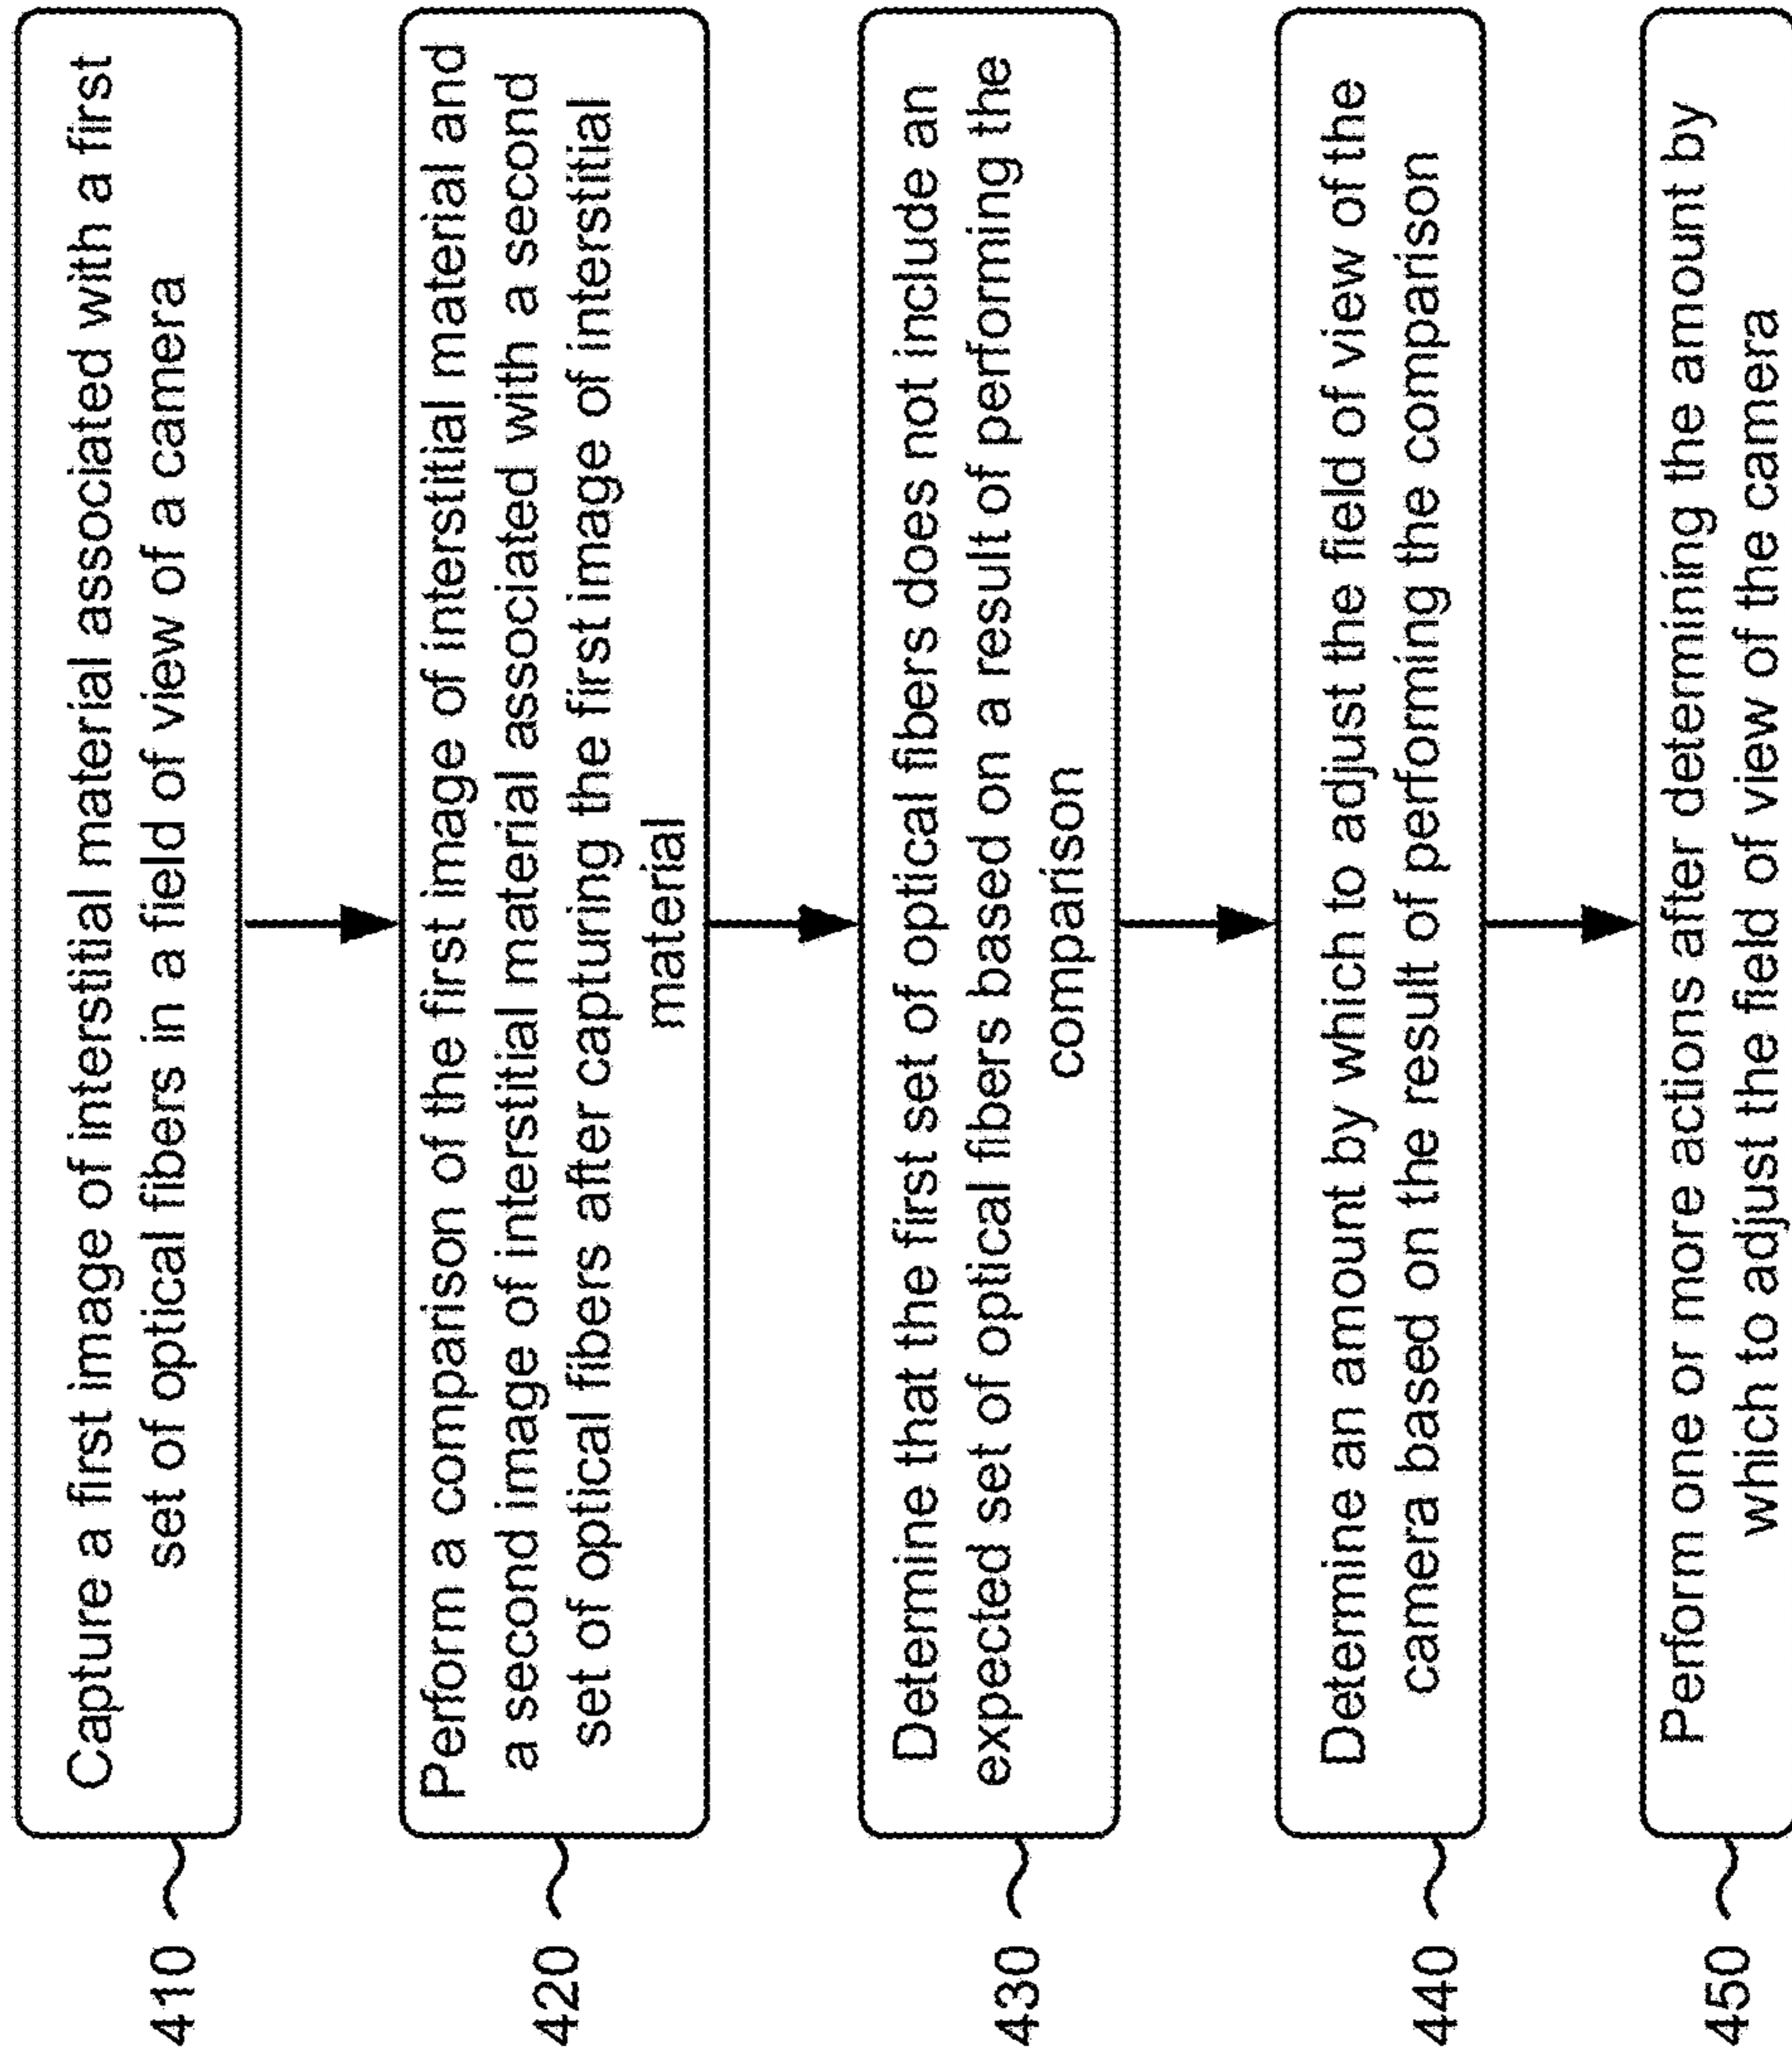 410
Capture a first image of interstitial material associated with a first
set of optical fibers in a field of view of a camera
420
Perform a comparison of the first image of interstitial material and
a second image of interstitial material associated with a second
set of optical fibers after capturing the first image of interstitial
material
430
Determine that the first set of optical fibers does not include an
expected set of optical fibers based on a result of performing the
comparison
440
Determine an amount by which to adjust the field of view of the
camera based on the result of performing the comparison
450
Perform one or more actions after determining the amount by
which to adjust the field of view of the camera